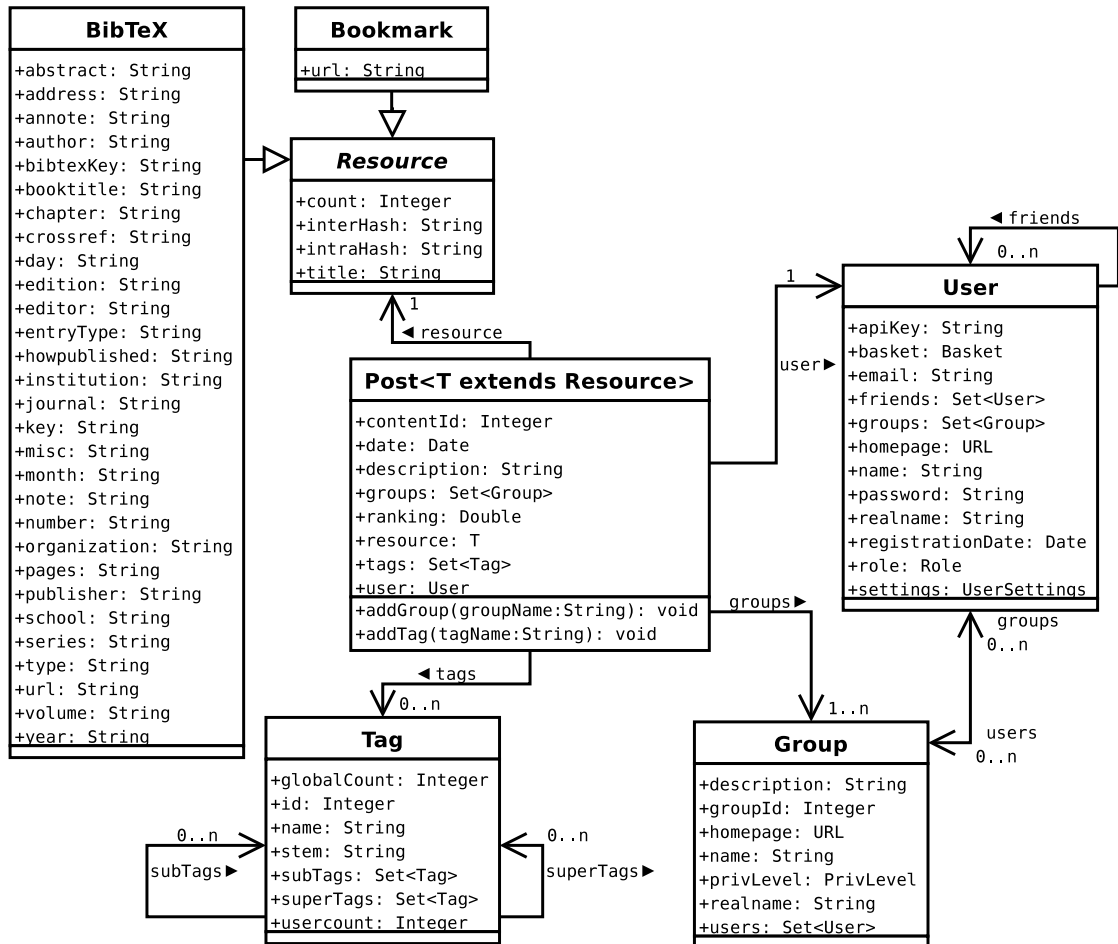 BibTeX
+abstract: String
+address: String
+annote: String
+author: String
+bibtexKey: String
+booktitle: String
+chapter: String
+crossref: String
+day: String
+edition: String
+editor: String
+entryType: String
+howpublished: String
+institution: String
+journal: String
+key: String
+misc: String
+month: String
+note: String
+number: String
+organization: String
+pages: String
+publisher: String
+school: String
+series: String
+type: String
+url: String
+volume: String
+year: String
Bookmark
+url: String
Resource
+count: Integer
+interHash: String
+intraHash: String
+title: String
1
◄ resource
Post<T extends Resource>
+contentId: Integer
+date: Date
+description: String
+groups: Set<Group>
+ranking: Double
+resource: T
+tags: Set<Tag>
+user: User
+addGroup(groupName:String): void
+addTag(tagName:String): void
1
user►
◄ friends
0..n
User
+apiKey: String
+basket: Basket
+email: String
+friends: Set<User>
+groups: Set<Group>
+homepage: URL
+name: String
+password: String
+realname: String
+registrationDate: Date
+role: Role
+settings: UserSettings
groups
0..n
groups►
1..n
users
0..n
◄ tags
0..n
Tag
+globalCount: Integer
+id: Integer
+name: String
+stem: String
+subTags: Set<Tag>
+superTags: Set<Tag>
+usercount: Integer
0..n
subTags►
0..n
superTags►
Group
+description: String
+groupId: Integer
+homepage: URL
+name: String
+privLevel: PrivLevel
+realname: String
+users: Set<User>